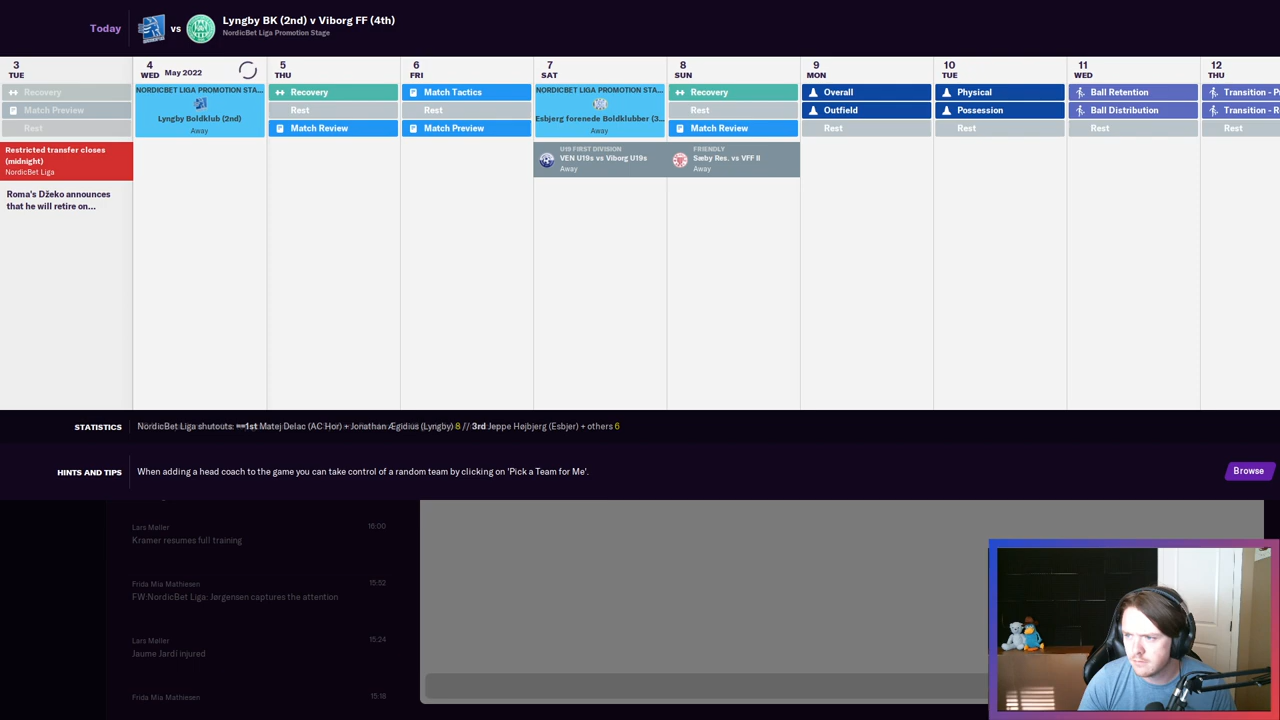 Today
vs
Lyngby BK (2nd) v Viborg FF (4th)
NordicBet Liga Promotion Stage
3
TUE
4
WED
May 2022
5
THU
6
FRI
7
SAT
8
SUN
9
MON
10
TUE
11
WED
12
THU
Recovery
Match Preview
Rest
NORDICBET LIGA PROMOTION STA...
Lyngby Boldklub (2nd)
Away
Recovery
Rest
Match Review
Match Tactics
Rest
Match Preview
NORDICBET LIGA PROMOTION STA...
Esbjerg forenede Boldklubber (3...
Away
Recovery
Rest
Match Review
Overall
Outfield
Rest
Physical
Possession
Rest
Ball Retention
Ball Distribution
Rest
Transition - P
Transition - R
Rest
Restricted transfer closes
(midnight)
NordicBet Liga
U19 FIRST DIVISION
VEN U19s vs Viborg U19s
Away
FRIENDLY
Sæby Res. vs VFF II
Away
Roma's Džeko announces
that he will retire on...
STATISTICS
NordicBet Liga shutouts: =1st Matej Delac (AC Hor) + Jonathan Ægidius (Lyngby) 8 // 3rd Jeppe Højbjerg (Esbjer) + others 6
HINTS AND TIPS
When adding a head coach to the game you can take control of a random team by clicking on 'Pick a Team for Me'.
Browse
Lars Møller
16:00
Kramer resumes full training
Frida Mia Mathiesen
15:52
FW:NordicBet Liga: Jørgensen captures the attention
Lars Møller
15:24
Jaume Jardí injured
Frida Mia Mathiesen
15:18